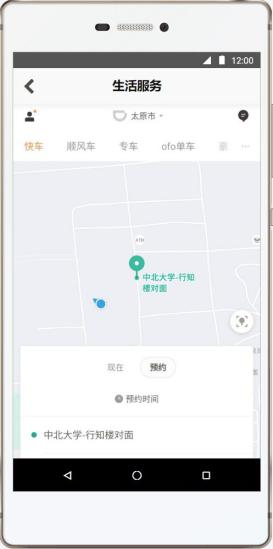 12:00
生活服务
太原市
快车 顺风车 专车 ofo单车
ATM
中北大学-行知
楼对面
现在 预约
预约时间
中北大学-行知楼对面